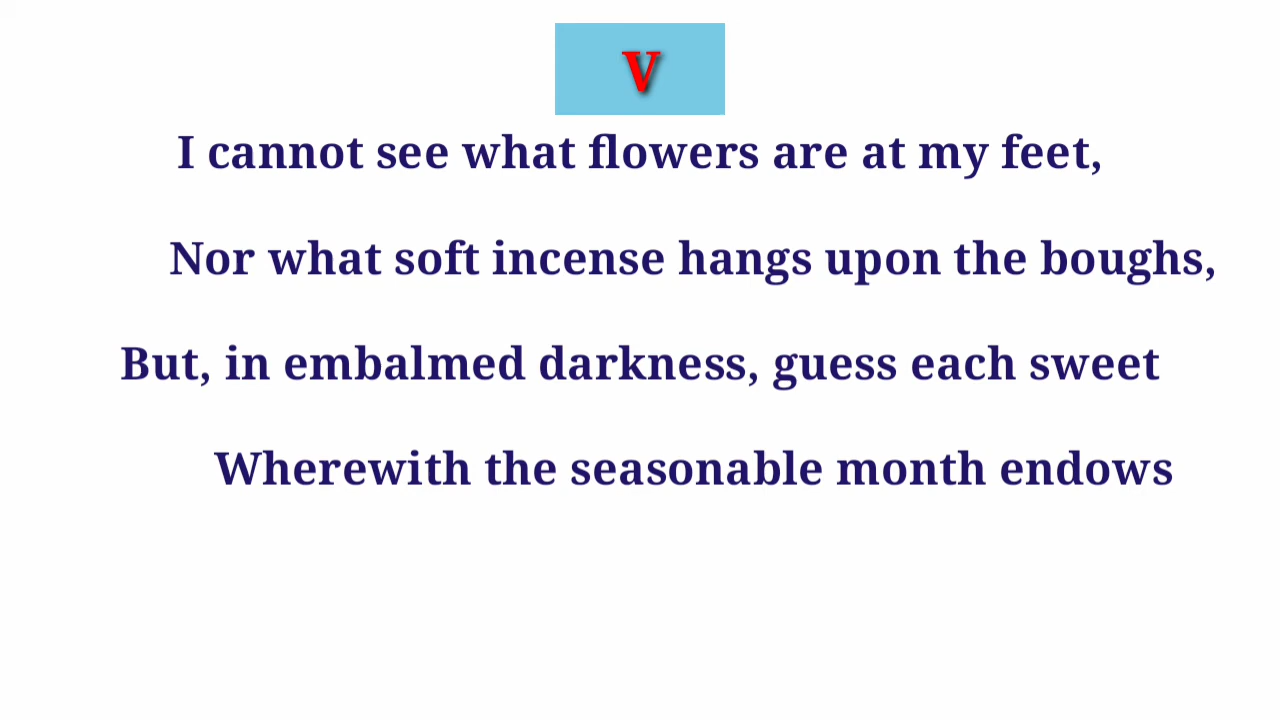 V
I cannot see what flowers are at my feet,
Nor what soft incense hangs upon the boughs,
But, in embalmed darkness, guess each sweet
Wherewith the seasonable month endows